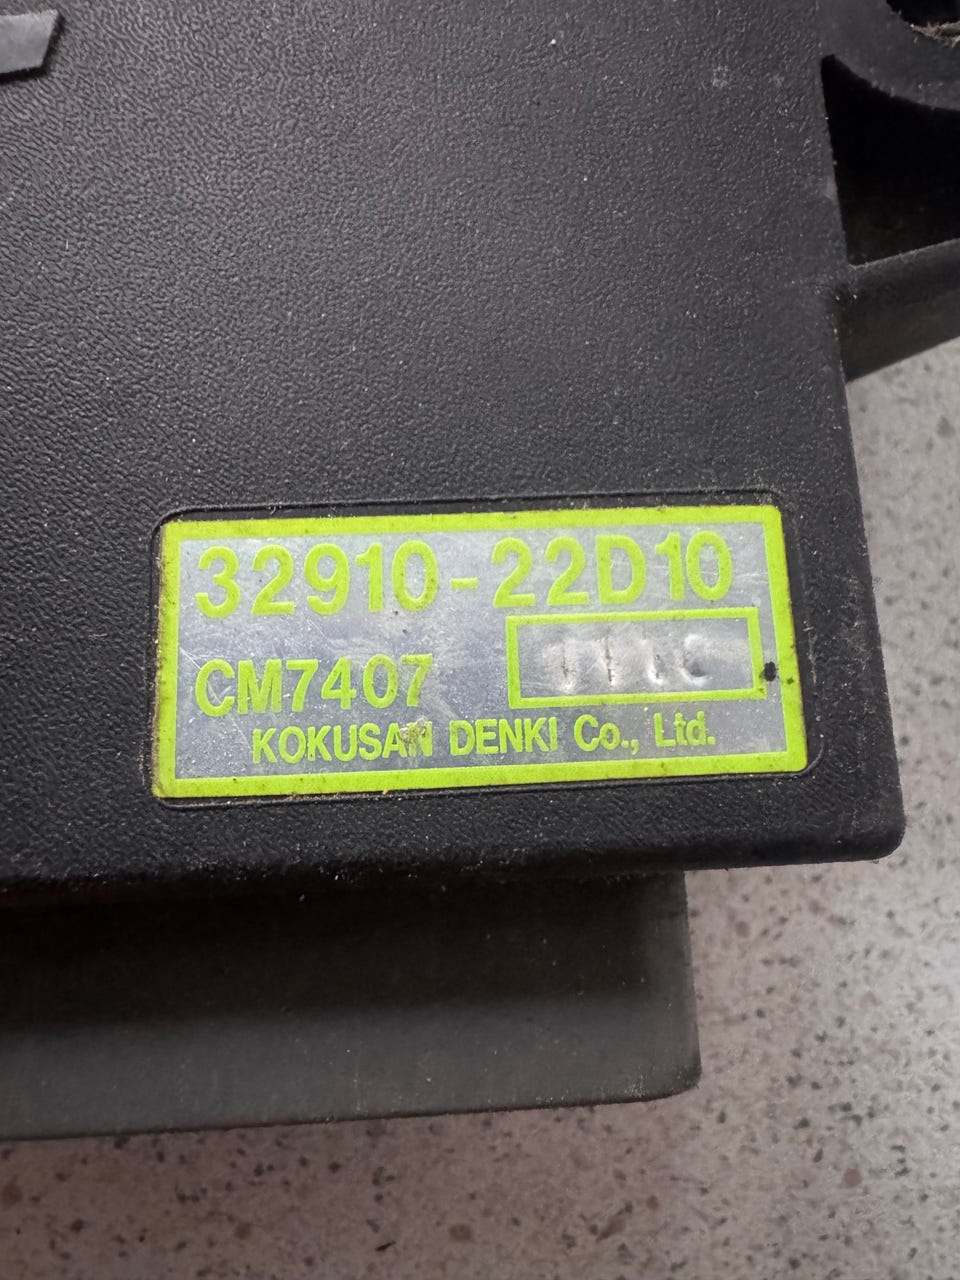 32910-22D10
CM7407
KOKUSAN DENKI Co., Ltd.